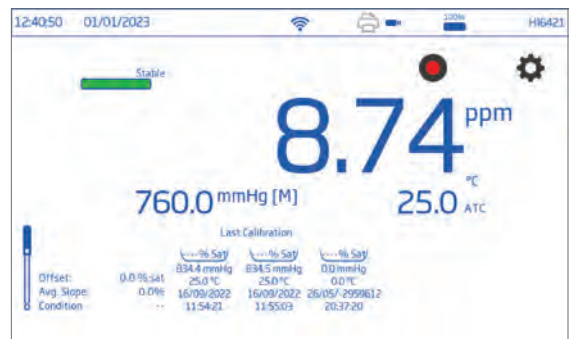 12:40:50 01/01/2023 100% HI6421
Stable
8.74 ppm
760.0 mmHg [M] 25.0 °C ATC
Last Calibration
----% Sat ----% Sat ----% Sat
834.4 mmHg 834.5 mmHg 0.0 mmHg
Offset: 0.0 % sat 25.0 °C 25.0 °C 0.0 °C
Avg. Slope: 0.0% 16/09/2022 16/09/2022 26/05/-2959612
Condition -- 11:54:21 11:55:03 20:37:20